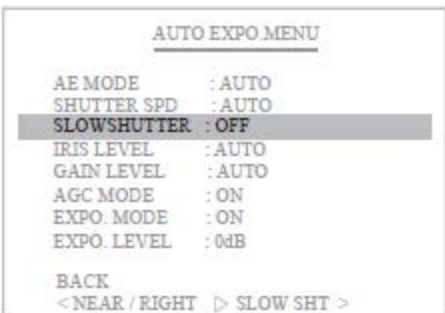 AUTO EXPO.MENU
AE MODE : AUTO
SHUTTER SPD : AUTO
SLOWSHUTTER : OFF
IRIS LEVEL : AUTO
GAIN LEVEL : AUTO
AGC MODE : ON
EXPO. MODE : ON
EXPO. LEVEL : 0dB
BACK
< NEAR / RIGHT ▷ SLOW SHT >